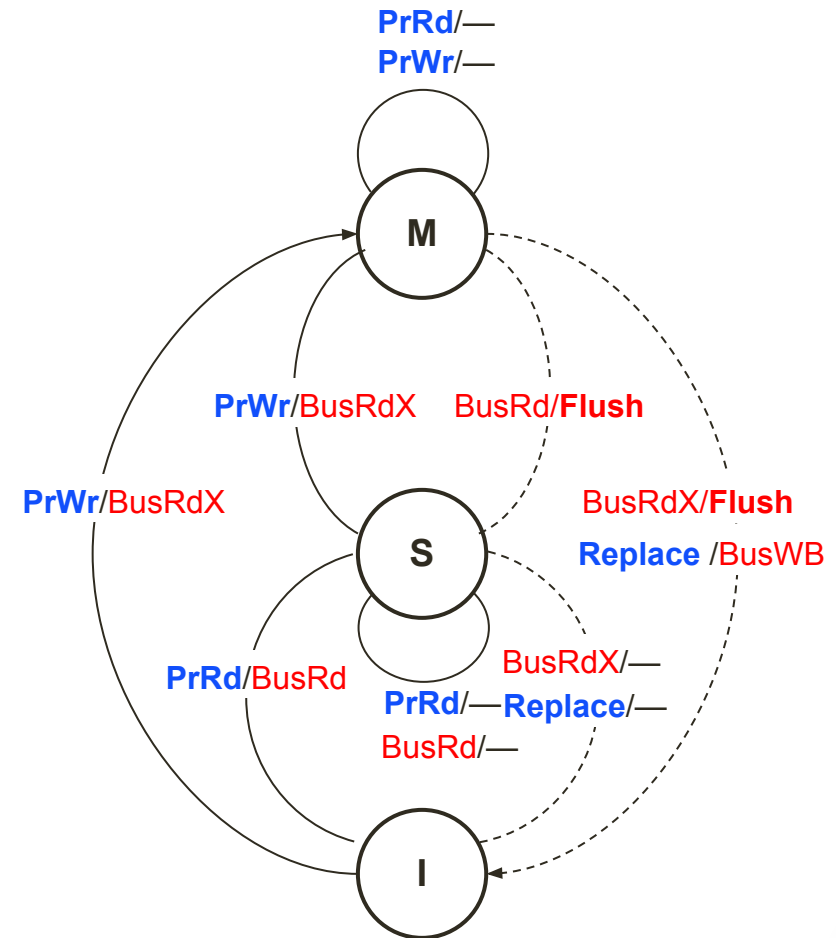 PrRd/—
PrWr/—
M
PrWr/BusRdX
BusRd/Flush
PrWr/BusRdX
BusRdX/Flush
Replace /BusWB
S
PrRd/BusRd
BusRdX/—
PrRd/—
Replace/—
BusRd/—
I